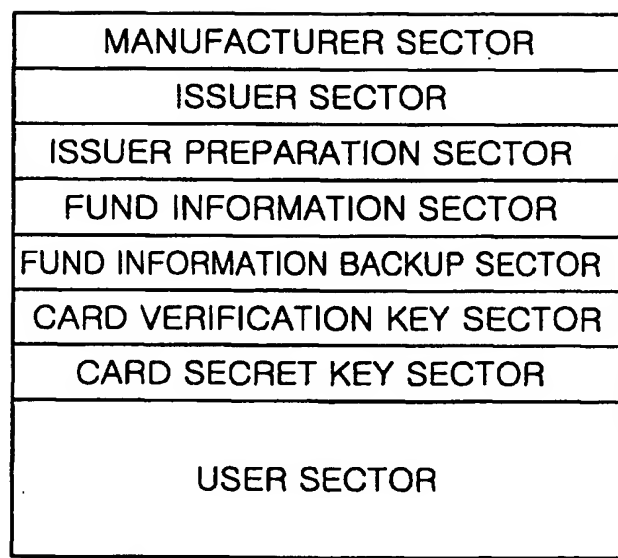 MANUFACTURER SECTOR
ISSUER SECTOR
ISSUER PREPARATION SECTOR
FUND INFORMATION SECTOR
FUND INFORMATION BACKUP SECTOR
CARD VERIFICATION KEY SECTOR
CARD SECRET KEY SECTOR
USER SECTOR